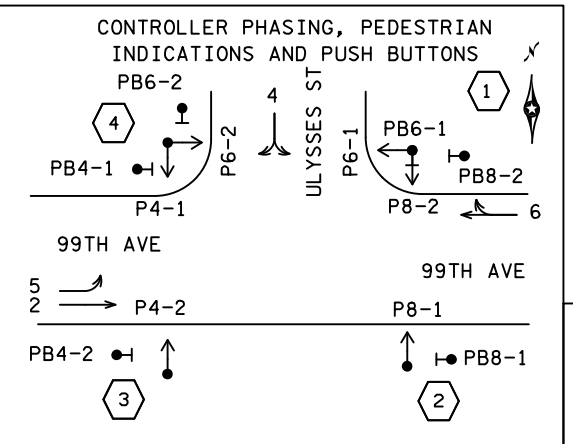 CONTROLLER PHASING, PEDESTRIAN
INDICATIONS AND PUSH BUTTONS
N
PB6-2
4
ULYSSES ST
1
4
PB6-1
P6-2
P6-1
PB4-1
PB8-2
P4-1
P8-2
6
99TH AVE
99TH AVE
5
2
P4-2
P8-1
PB4-2
PB8-1
3
2